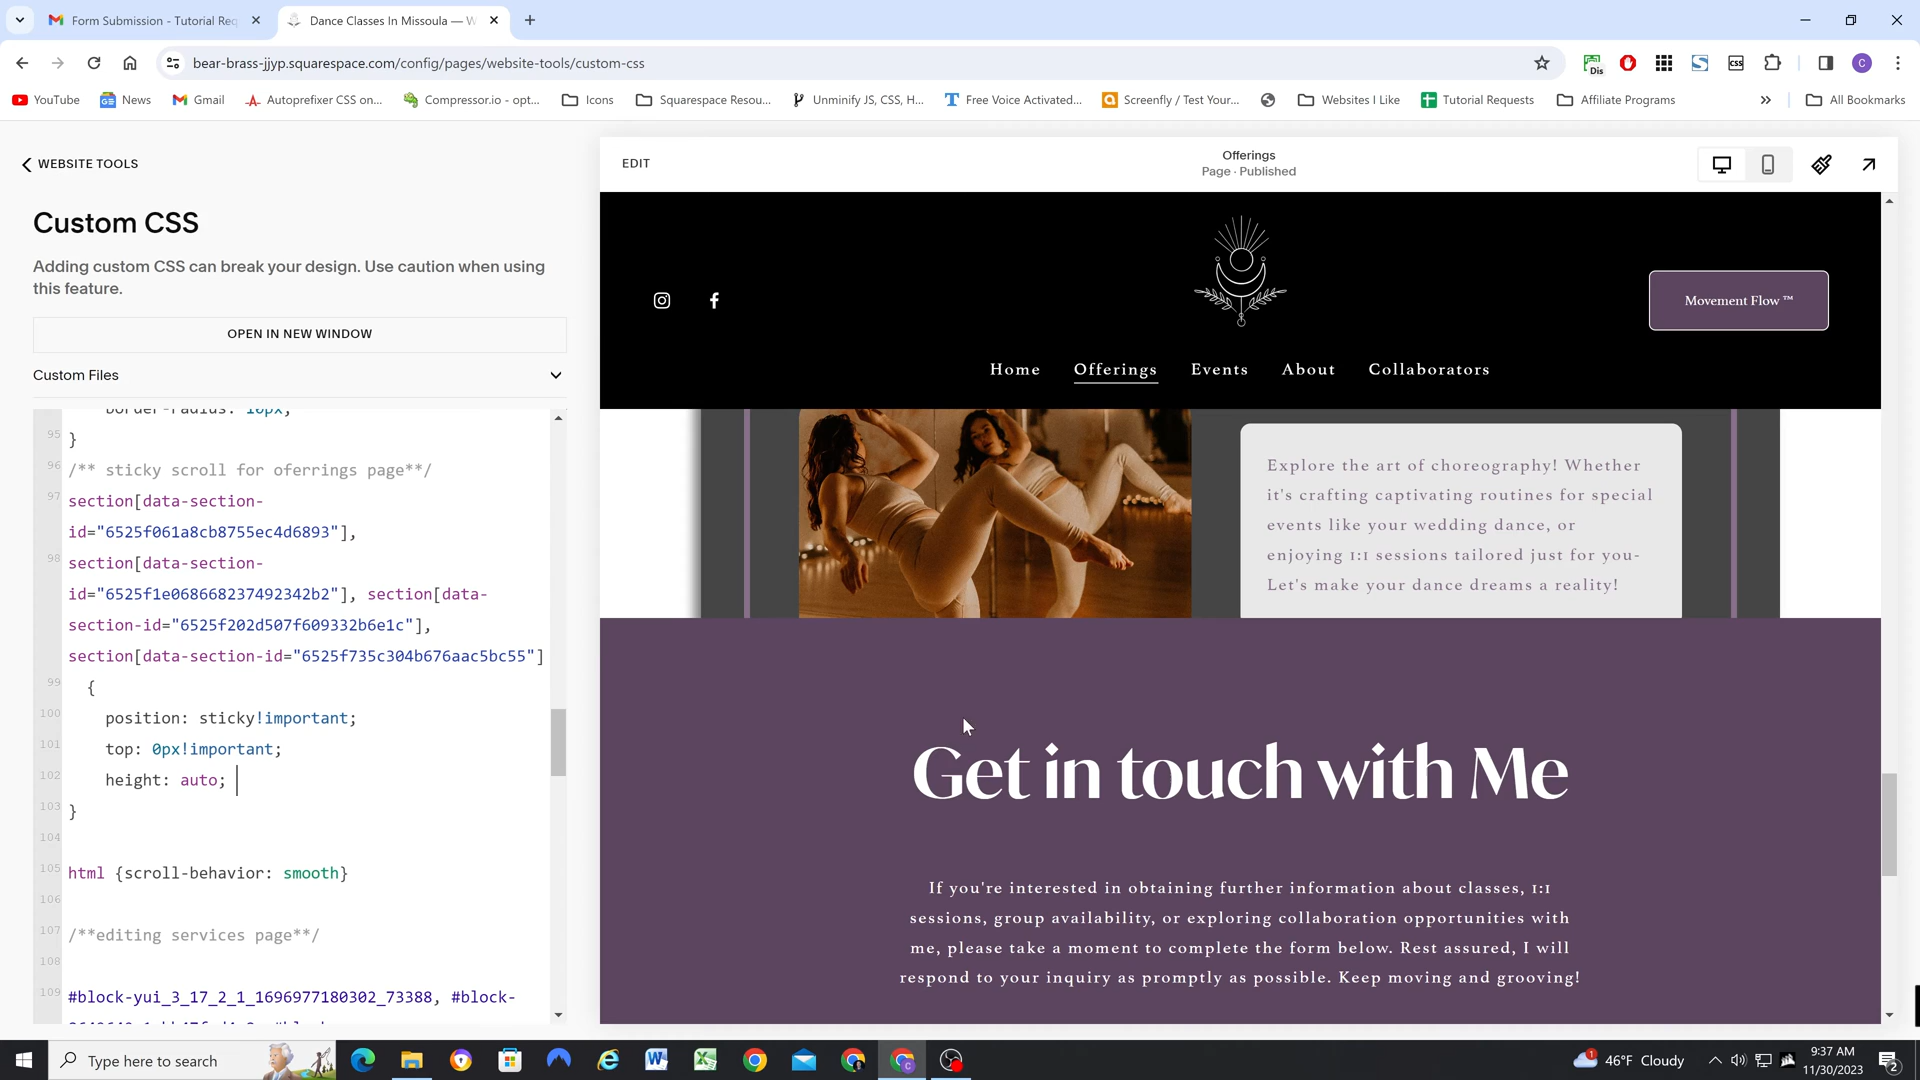 Form Submission - Tutorial Req
Dance Classes In Missoula — W
bear-brass-jjyp.squarespace.com/config/pages/website-tools/custom-css
Dis
css
C
YouTube
News
Gmail
Autoprefixer CSS on...
Compressor.io - opt...
Icons
Squarespace Resou...
Unminify JS, CSS, H...
Free Voice Activated...
Screenfly / Test Your...
Websites I Like
Tutorial Requests
Affiliate Programs
All Bookmarks
WEBSITE TOOLS
Custom CSS
Adding custom CSS can break your design. Use caution when using
this feature.
OPEN IN NEW WINDOW
Custom Files
border-radius: 10px;
95 }
96 /** sticky scroll for oferrings page**/
97 section[data-section-
id="6525f061a8cb8755ec4d6893"],
98 section[data-section-
id="6525f1e068668237492342b2"], section[data-
section-id="6525f202d507f609332b6e1c"],
section[data-section-id="6525f735c304b676aac5bc55"]
99 {
100 position: sticky!important;
101 top: 0px!important;
102 height: auto;
103 }
104
105 html {scroll-behavior: smooth}
106
107 /**editing services page**/
108
109 #block-yui_3_17_2_1_1696977180302_73388, #block-
EDIT
Offerings
Page · Published
Movement Flow ™
Home
Offerings
Events
About
Collaborators
Explore the art of choreography! Whether
it's crafting captivating routines for special
events like your wedding dance, or
enjoying 1:1 sessions tailored just for you-
Let's make your dance dreams a reality!
Get in touch with Me
If you're interested in obtaining further information about classes, 1:1
sessions, group availability, or exploring collaboration opportunities with
me, please take a moment to complete the form below. Rest assured, I will
respond to your inquiry as promptly as possible. Keep moving and grooving!
Type here to search
1
46°F Cloudy
9:37 AM
11/30/2023
2